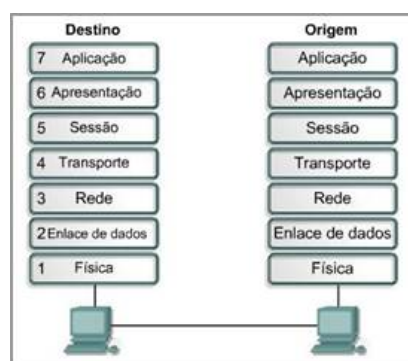 Destino
7 Aplicação
6 Apresentação
5 Sessão
4 Transporte
3 Rede
2 Enlace de dados
1 Física
Origem
Aplicação
Apresentação
Sessão
Transporte
Rede
Enlace de dados
Física